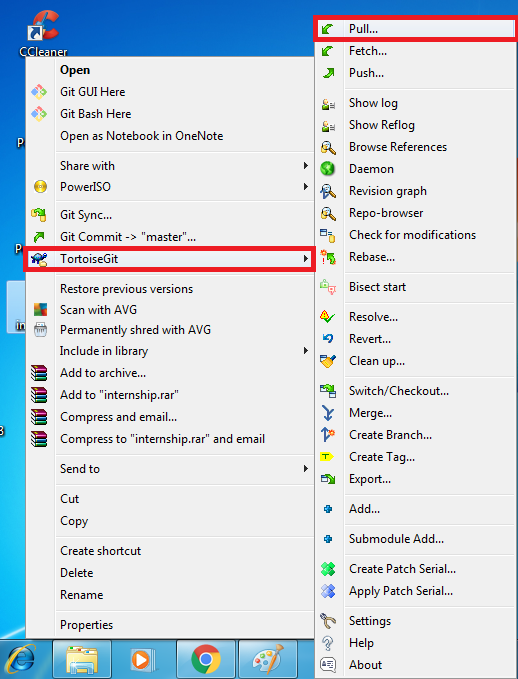 CCleaner
Open
Git GUI Here
Git Bash Here
Open as Notebook in OneNote
Share with
PowerISO
Git Sync...
Git Commit -> "master"...
TortoiseGit
Restore previous versions
Scan with AVG
Permanently shred with AVG
Include in library
Add to archive...
Add to "internship.rar"
Compress and email...
Compress to "internship.rar" and email
Send to
Cut
Copy
Create shortcut
Delete
Rename
Properties
Pull...
Fetch...
Push...
Show log
Show Reflog
Browse References
Daemon
Revision graph
Repo-browser
Check for modifications
Rebase...
Bisect start
Resolve...
Revert...
Clean up...
Switch/Checkout...
Merge...
Create Branch...
Create Tag...
Export...
Add...
Submodule Add...
Create Patch Serial...
Apply Patch Serial...
Settings
Help
About